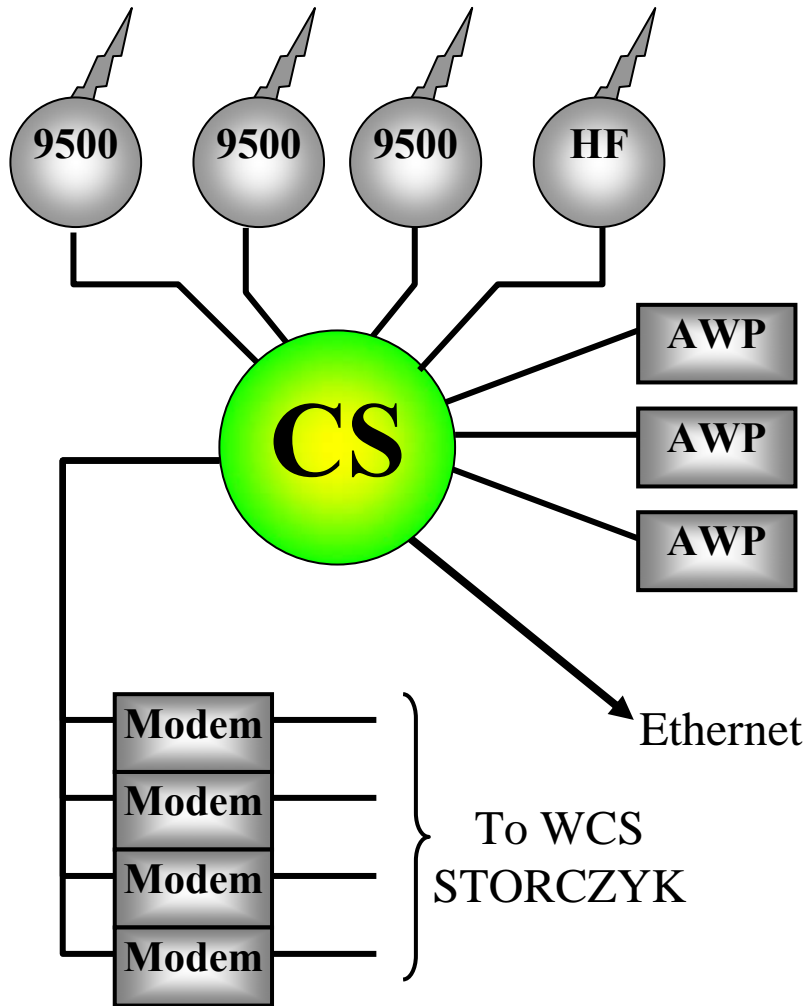 9500 9500 9500 HF
AWP
CS
AWP
AWP
Ethernet
Modem
Modem
Modem
Modem
To WCS
STORCZYK